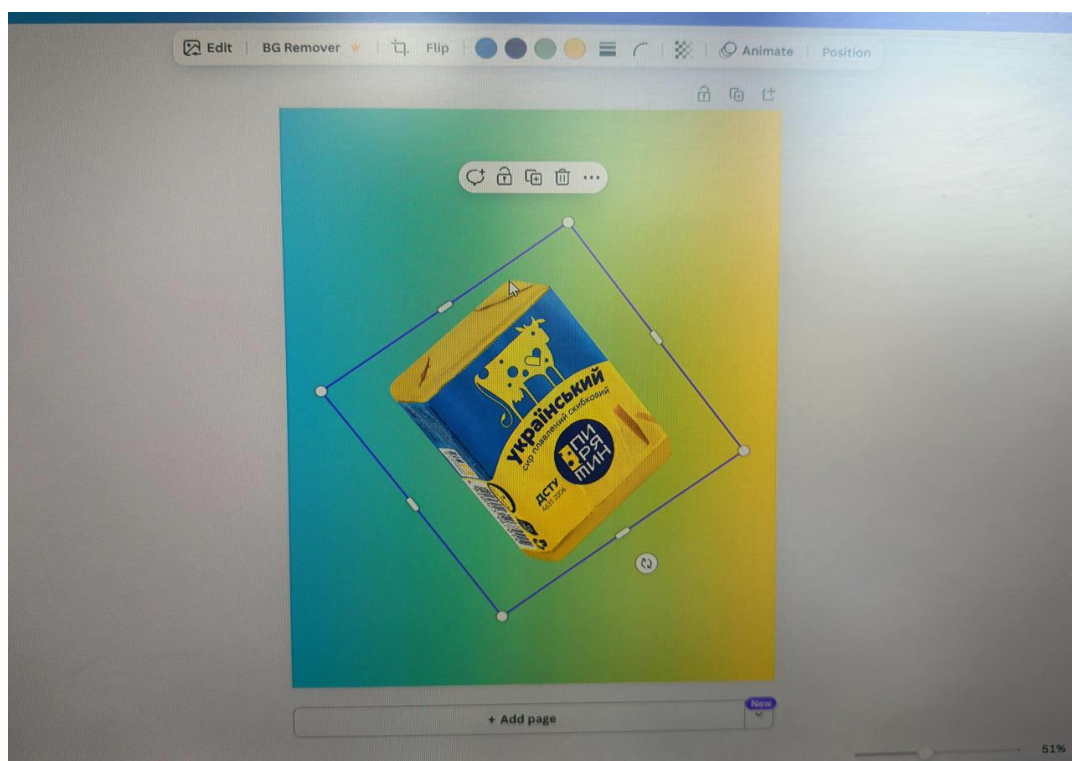 Edit
BG Remover
Flip
Animate
Position
український
сир плавлений скибковий
ПИ
РЯ
ТИН
ДСТУ
New
+ Add page
51%